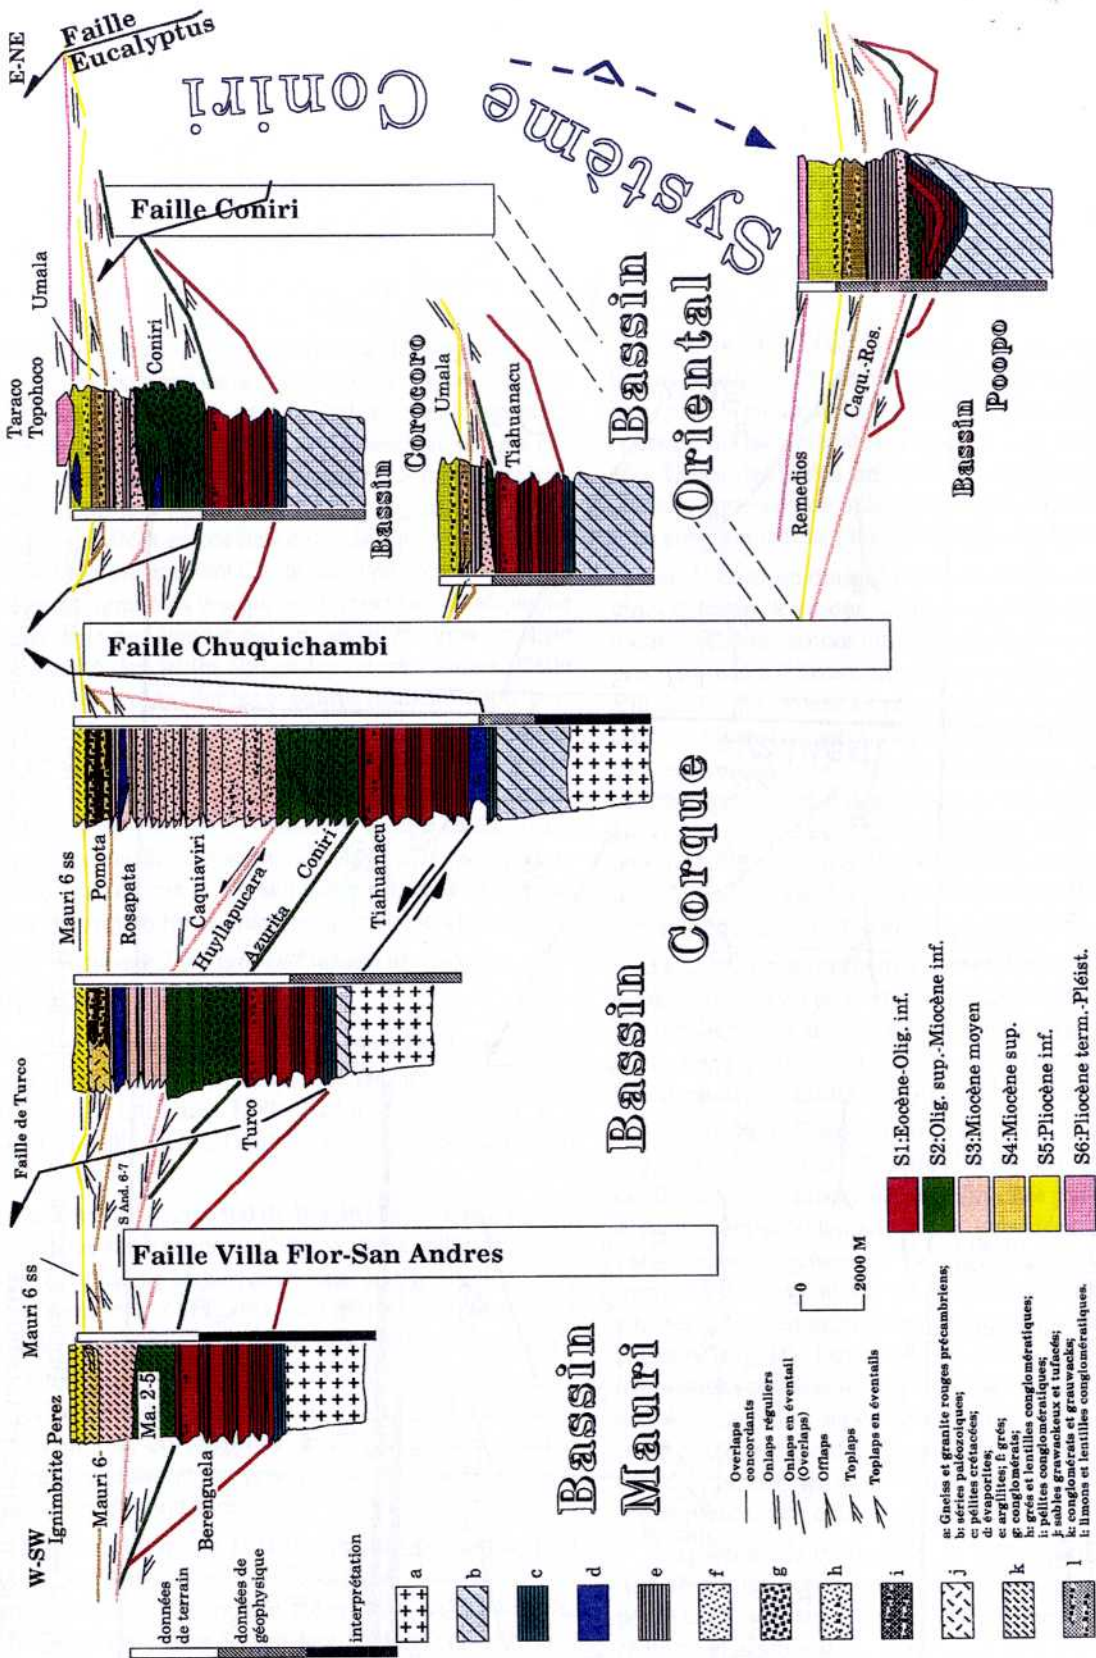 W-SW
Ignimbrite Perez
Mauri 6 ss
Faille de Turco
Mauri 6 ss
Taraco
Topohoco
Umala
E-NE
Faille
Eucalyptus
Mauri 6-
Ma. 2-5
Berenguela
S And. 6-7
Turco
Pomota
Rosapata
Caquiaviri
Huyllapucara
Azurita
Coniri
Tiahuanacu
Coniri
Faille Villa Flor-San Andres
Faille Chuquichambi
Faille Coniri
Système Coniri
Bassin
Corocoro
Umala
Tiahuanacu
Bassin
Mauri
Bassin
Corque
Bassin
Oriental
Remedios
Caqu.-Ros.
Bassin
Poopo
données
de terrain
données de
géophysique
interprétation
a
b
c
d
e
f
g
h
i
j
k
l
Overlaps
concordants
Onlaps réguliers
Onlaps en éventail
(Overlaps)
Offlaps
Toplaps
Toplaps en éventails
0
2000 M
a: Gneiss et granite rouges précambriens;
b: séries paléozoïques;
c: pélites crétacées;
d: évaporites;
e: argilites; f: grés;
g: conglomérats;
h: grés et lentilles conglomératiques;
i: pélites conglomératiques;
j: sables grauwackeux et tufacés;
k: conglomérats et grauwacks;
l: limons et lentilles conglomératiques.
S1:Eocène-Olig. inf.
S2:Olig. sup.-Miocène inf.
S3:Miocène moyen
S4:Miocène sup.
S5:Pliocène inf.
S6:Pliocène term.-Pléist.